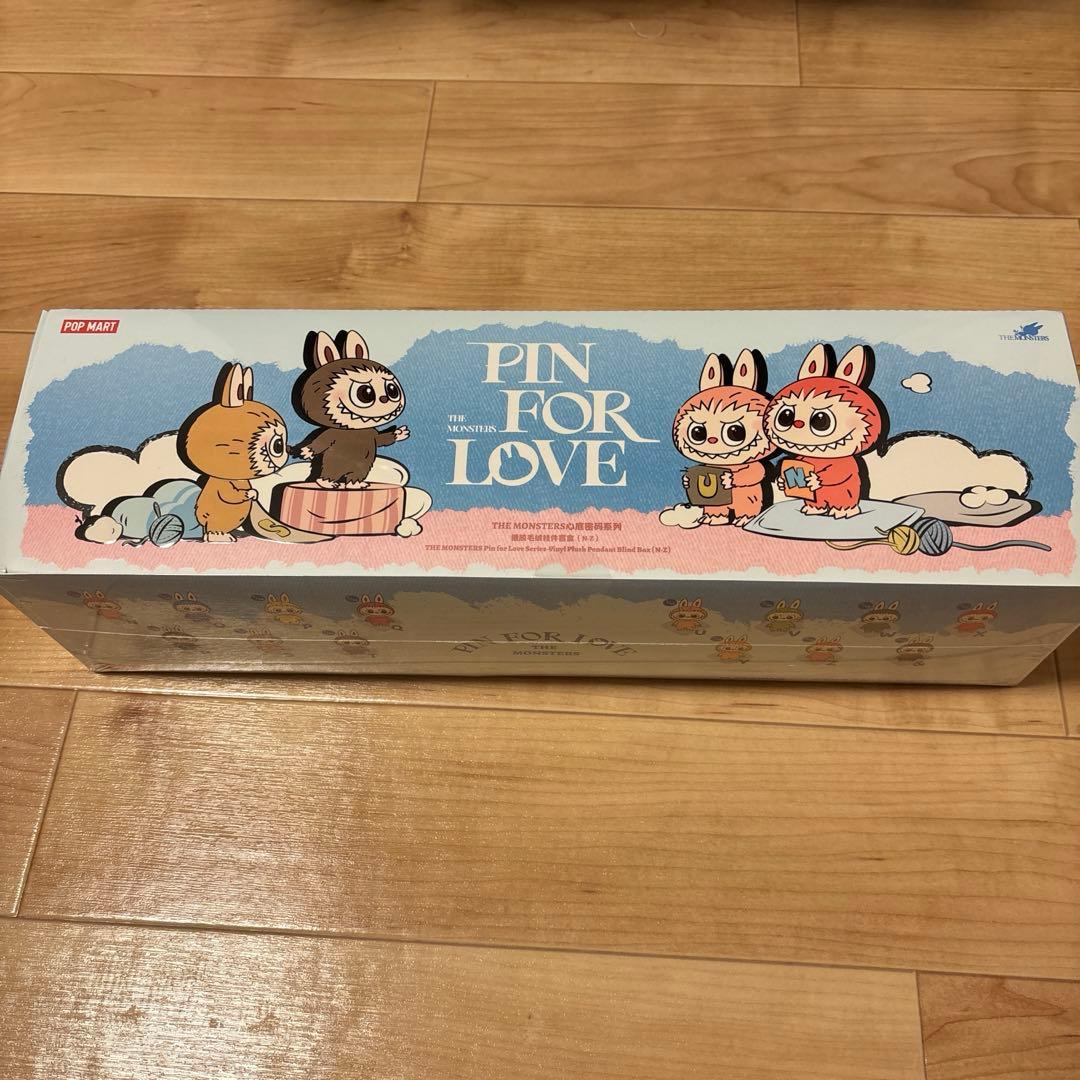 POP MART
THE MONSTERS
PIN
FOR
LOVE
THE
MONSTERS
S
U
N
THE MONSTERS心底密码系列
搪胶毛绒挂件盲盒（N-Z）
THE MONSTERS Pin for Love Series-Vinyl Plush Pendant Blind Box (N-Z)
PIN FOR LOVE
THE
MONSTERS